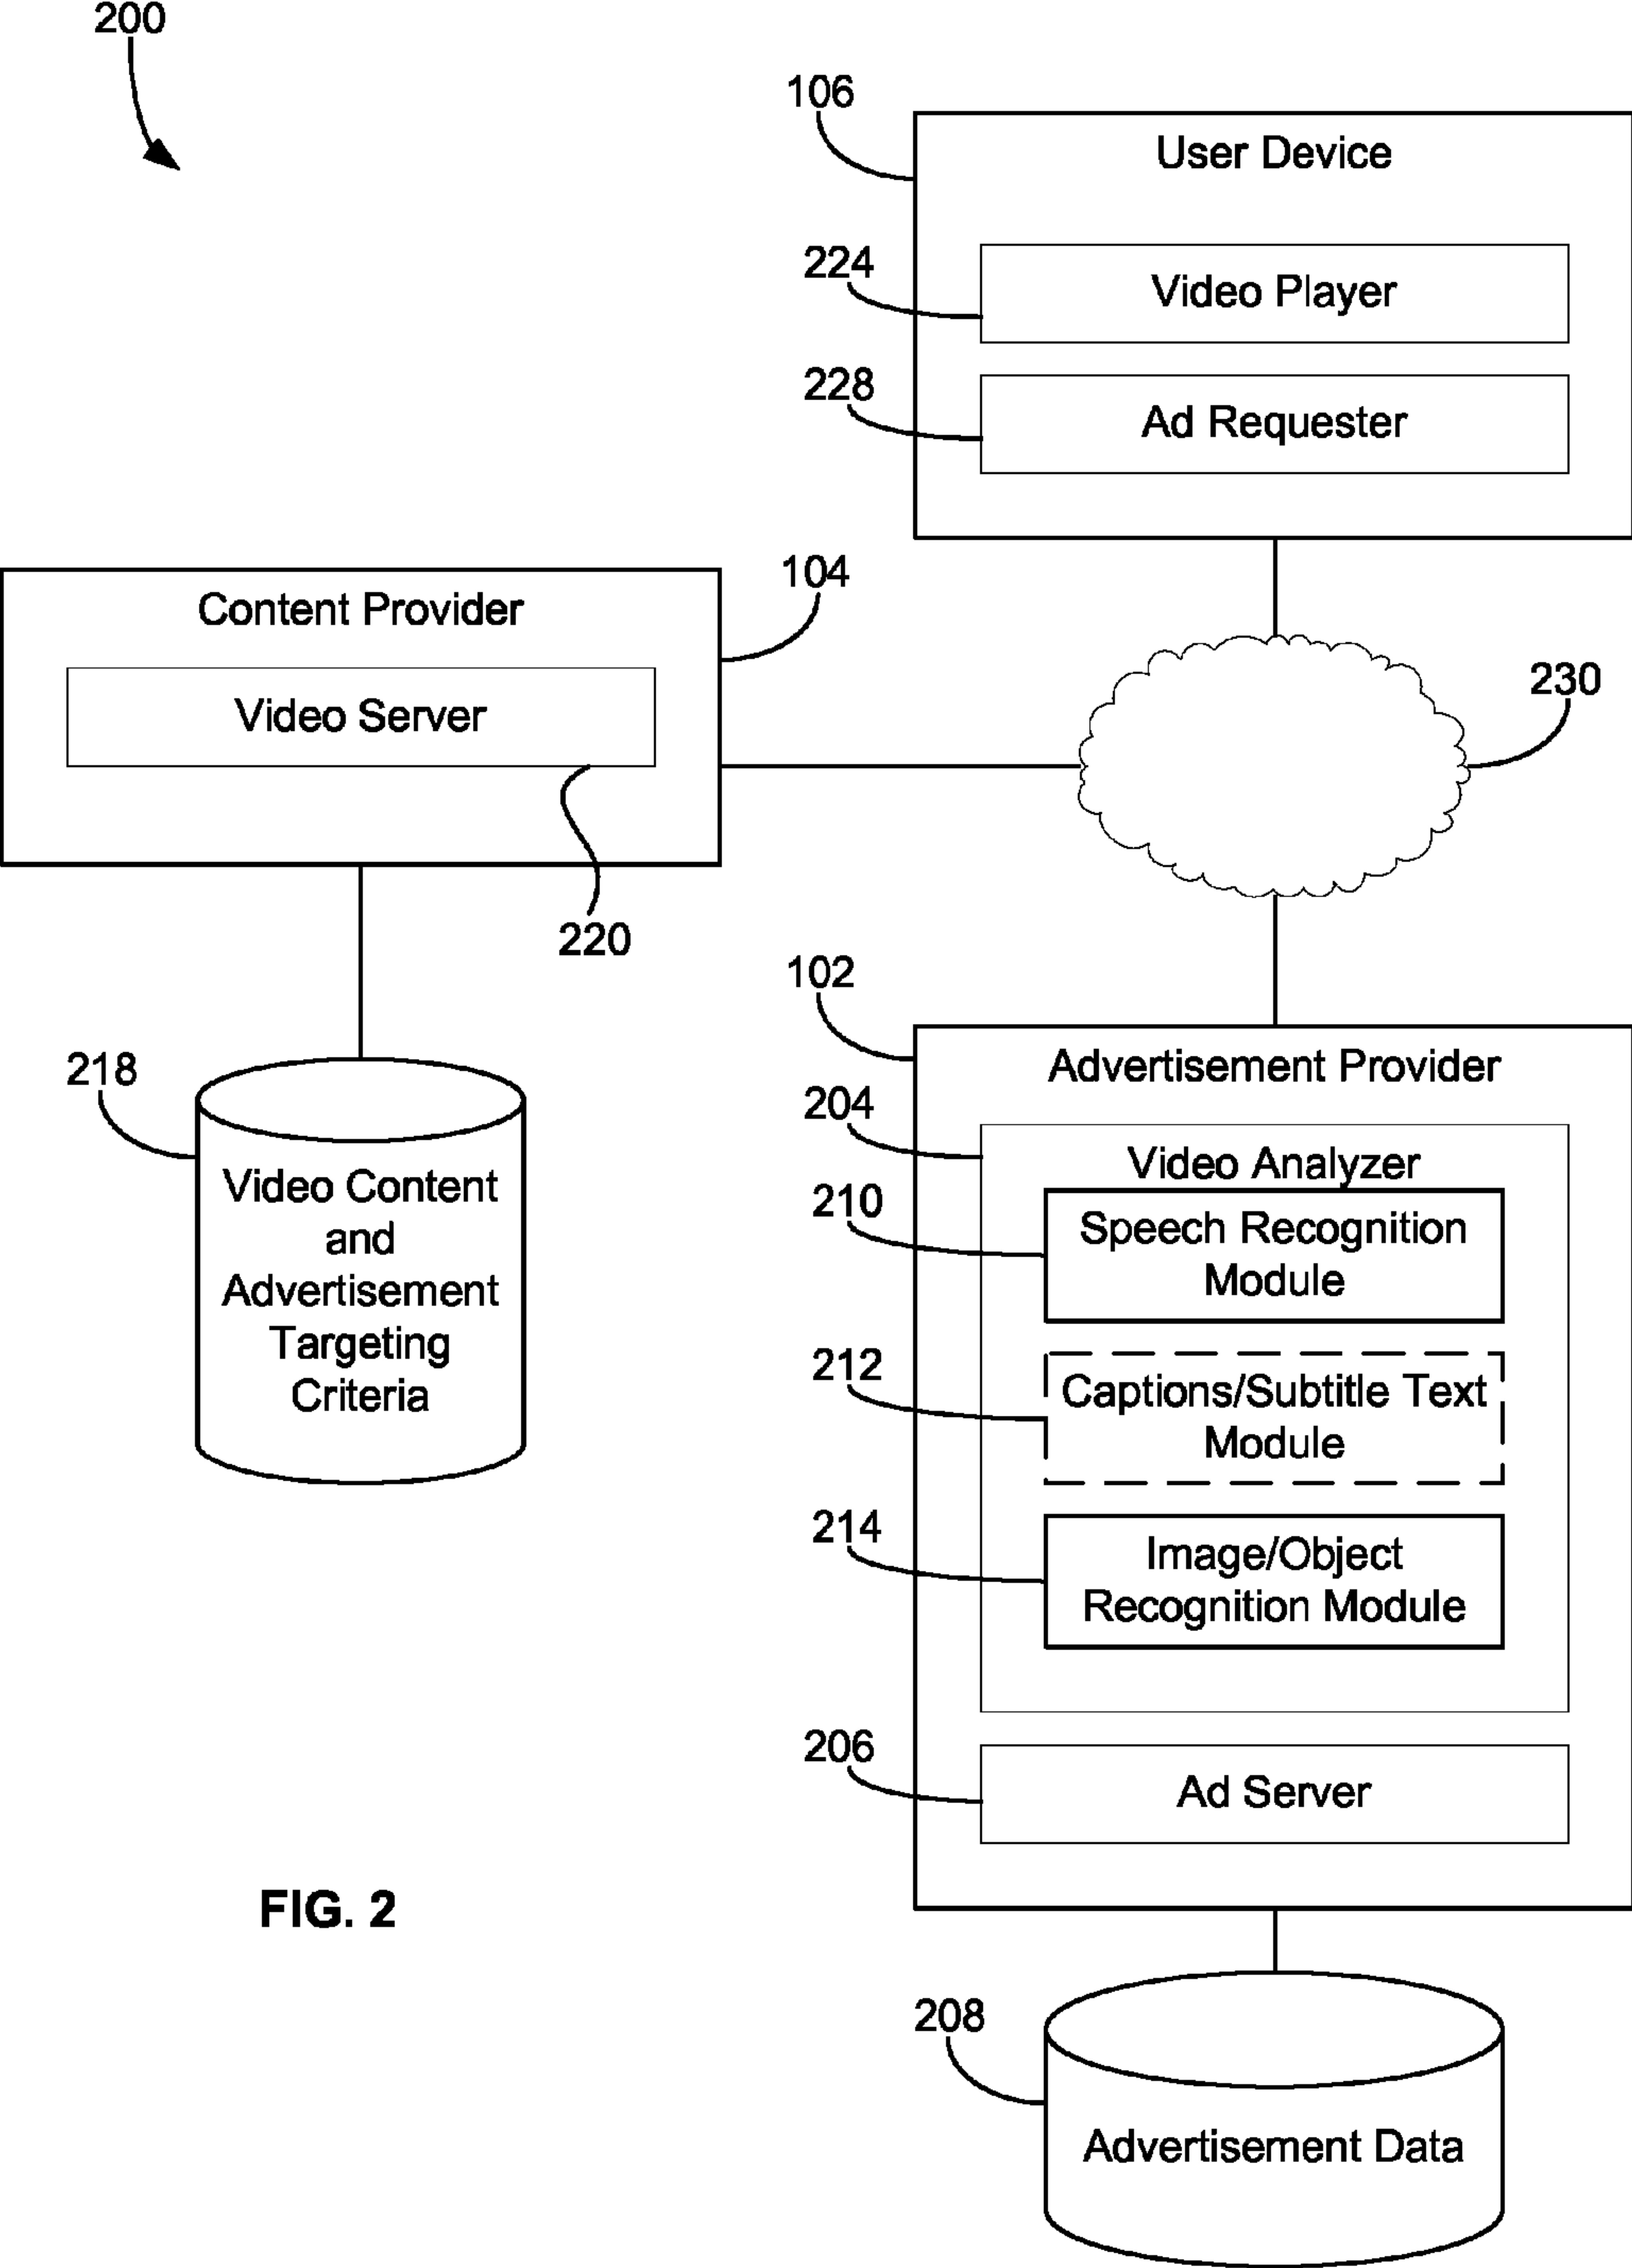 200
106
User Device
224
Video Player
228
Ad Requester
104
Content Provider
Video Server
220
230
218
Video Content
and
Advertisement
Targeting
Criteria
102
Advertisement Provider
204
Video Analyzer
210
Speech Recognition
Module
212
Captions/Subtitle Text
Module
214
Image/Object
Recognition Module
206
Ad Server
FIG. 2
208
Advertisement Data